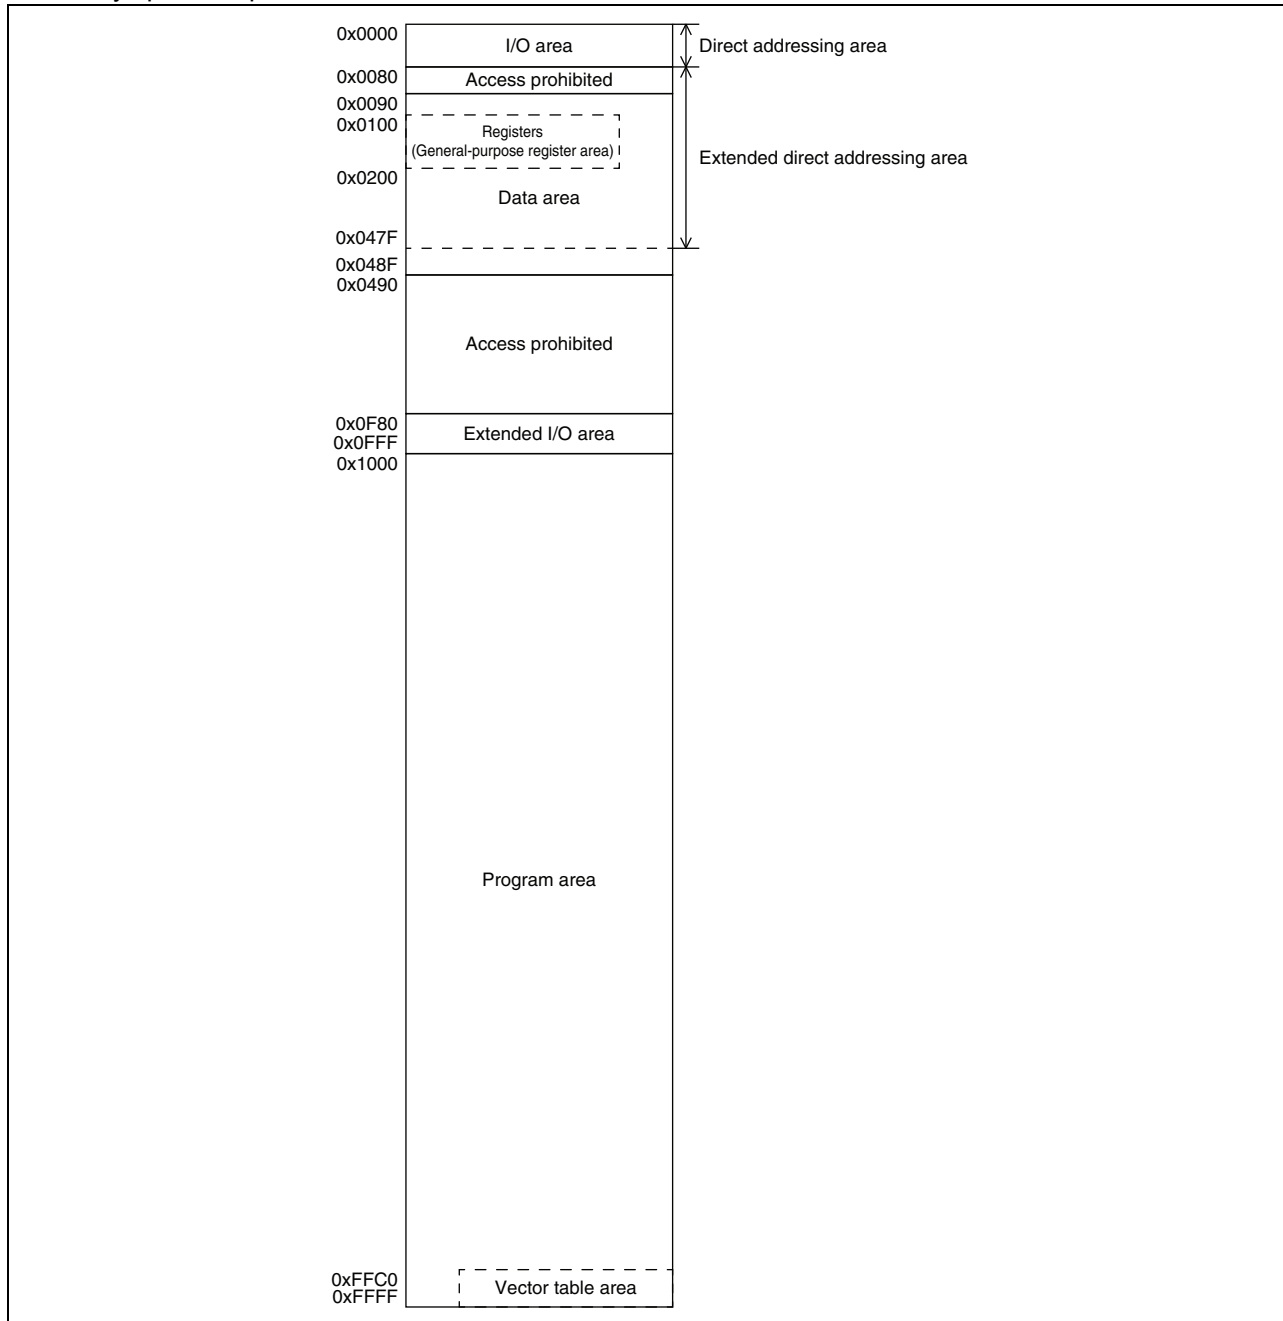 0x0000
I/O area
Direct addressing area
0x0080
Access prohibited
0x0090
0x0100
Registers
(General-purpose register area)
Extended direct addressing area
0x0200
Data area
0x047F
0x048F
0x0490
Access prohibited
0x0F80
Extended I/O area
0x0FFF
0x1000
Program area
0xFFC0
Vector table area
0xFFFF